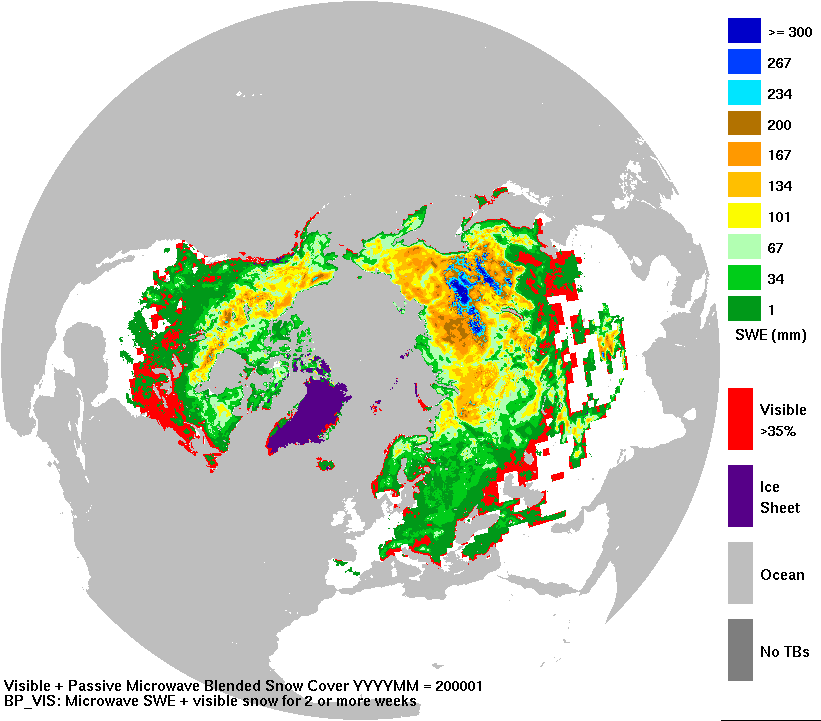 >= 300
267
234
200
167
134
101
67
34
1
SWE (mm)
Visible
>35%
Ice
Sheet
Ocean
No TBs
Visible + Passive Microwave Blended Snow Cover YYYYMM = 200001
BP_VIS: Microwave SWE + visible snow for 2 or more weeks